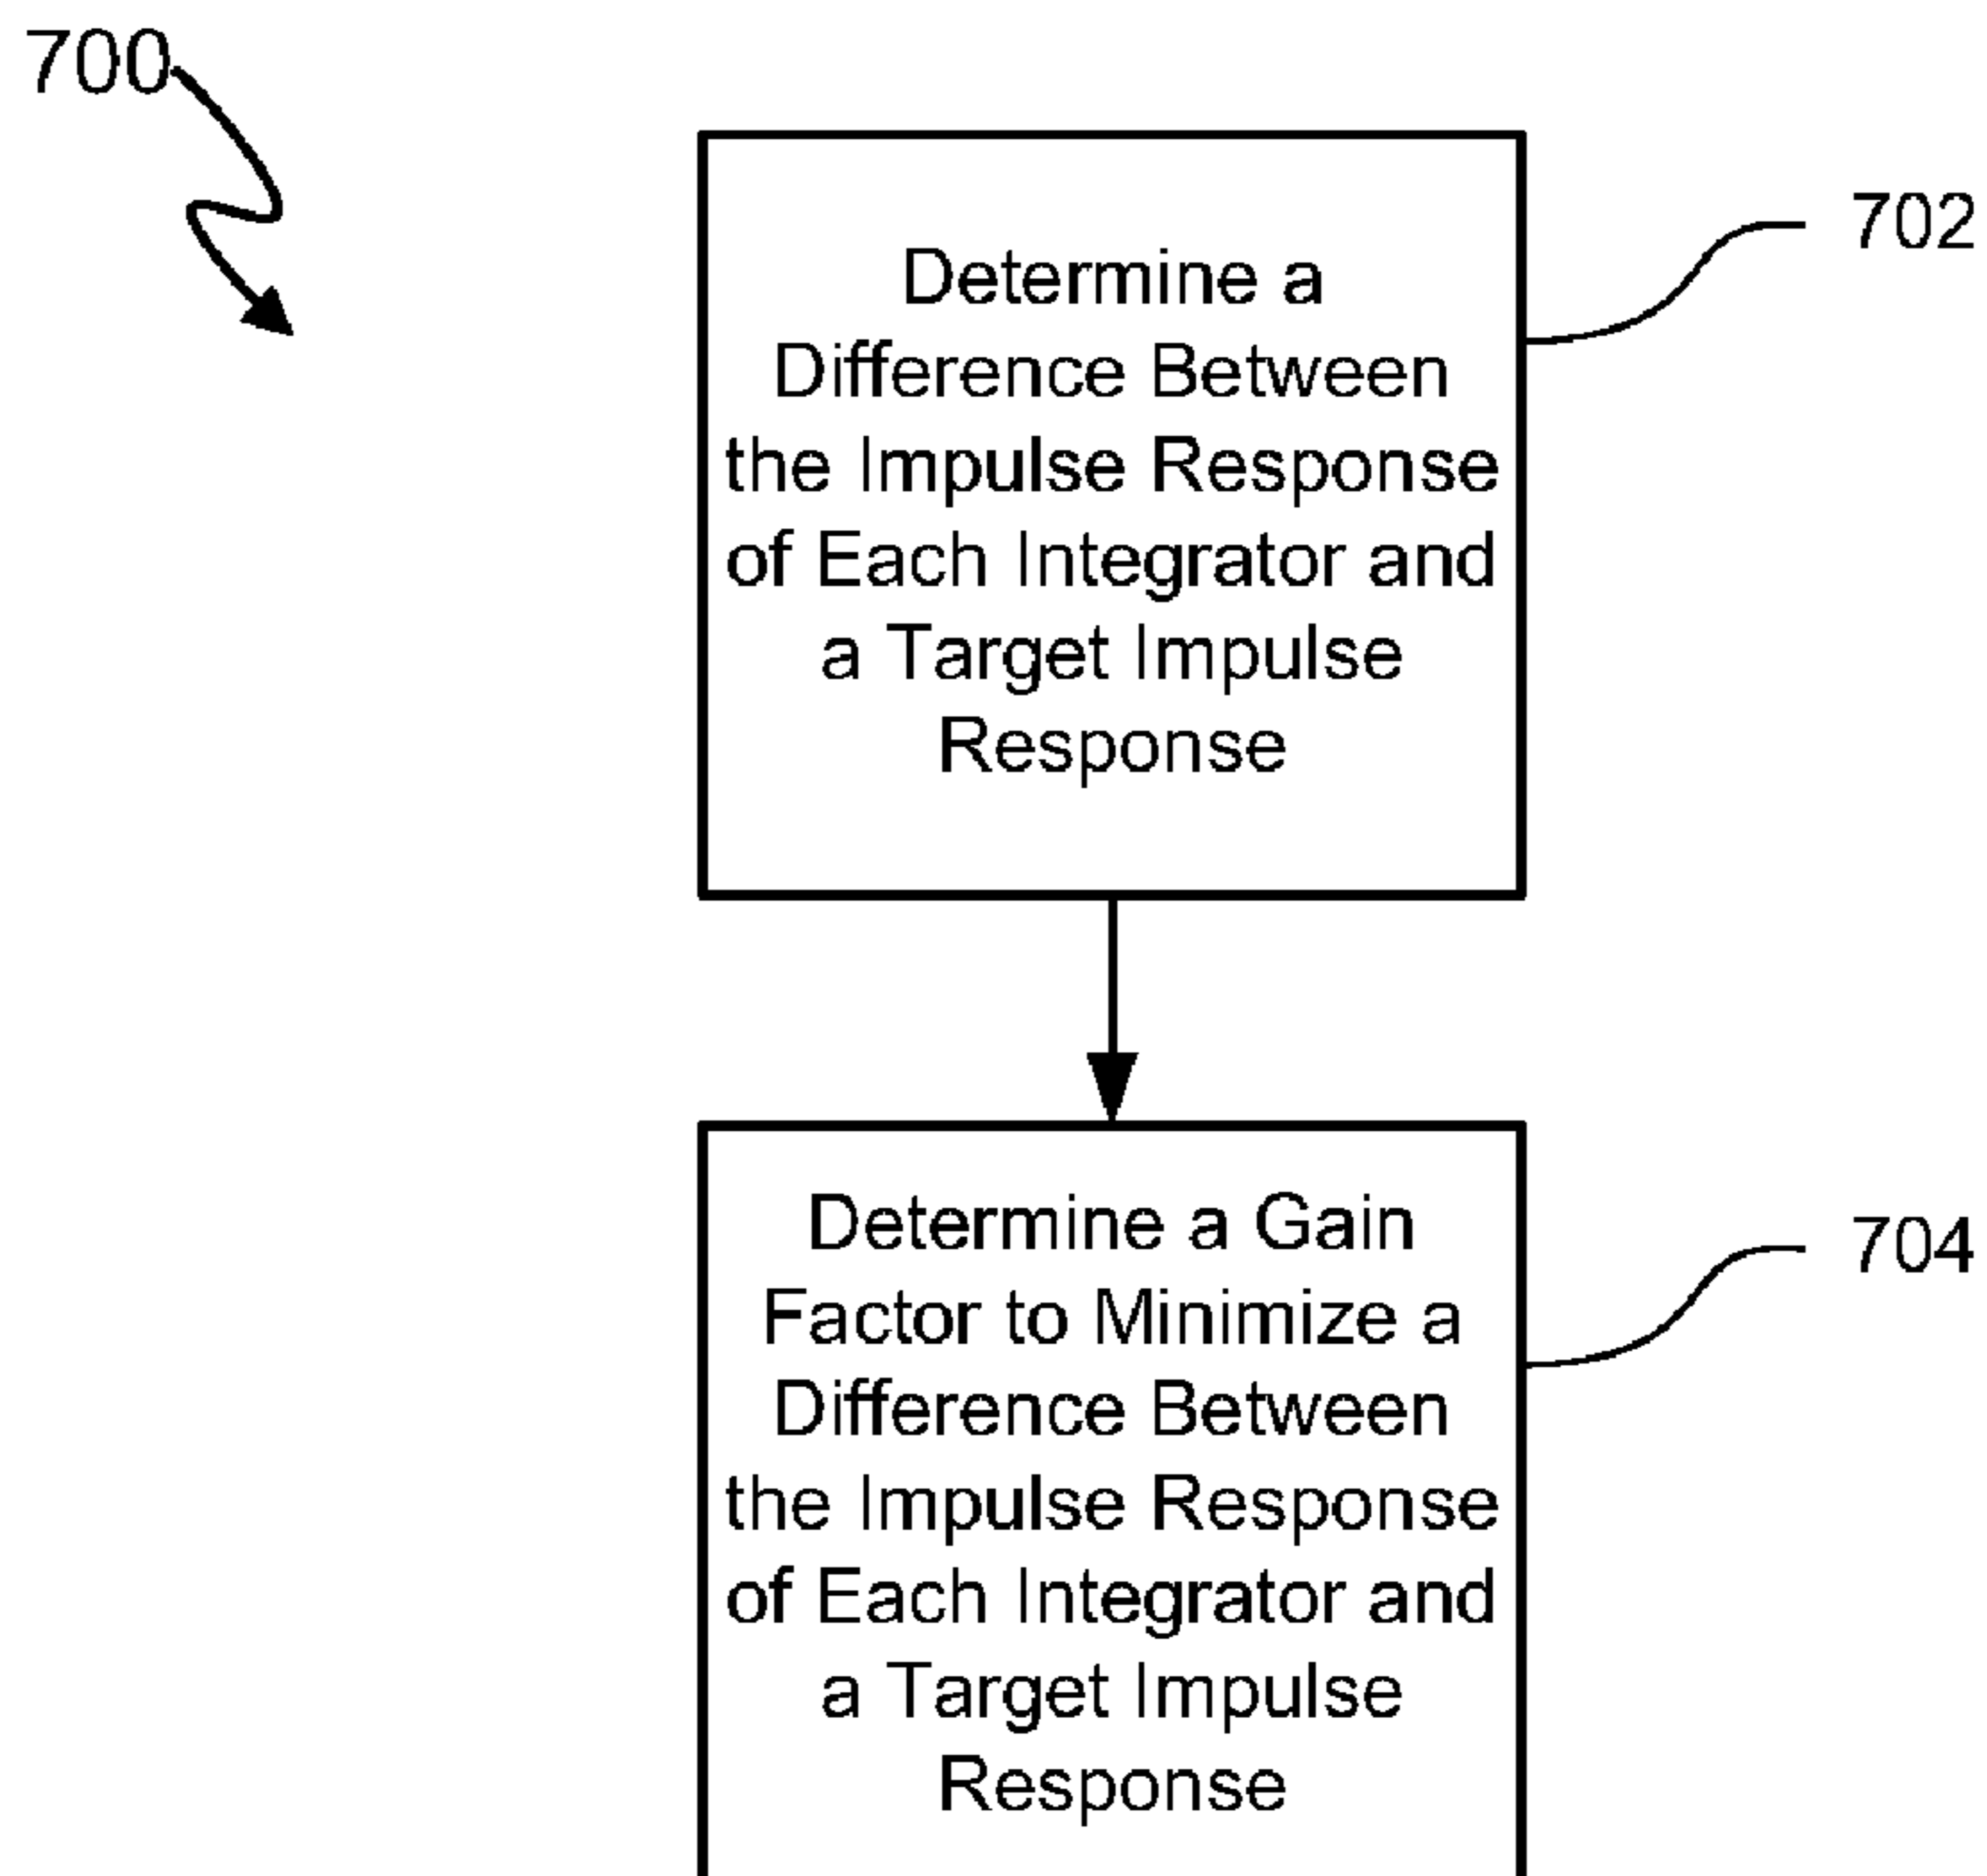 700
Determine a
Difference Between
the Impulse Response
of Each Integrator and
a Target Impulse
Response
702
Determine a Gain
Factor to Minimize a
Difference Between
the Impulse Response
of Each Integrator and
a Target Impulse
Response
704